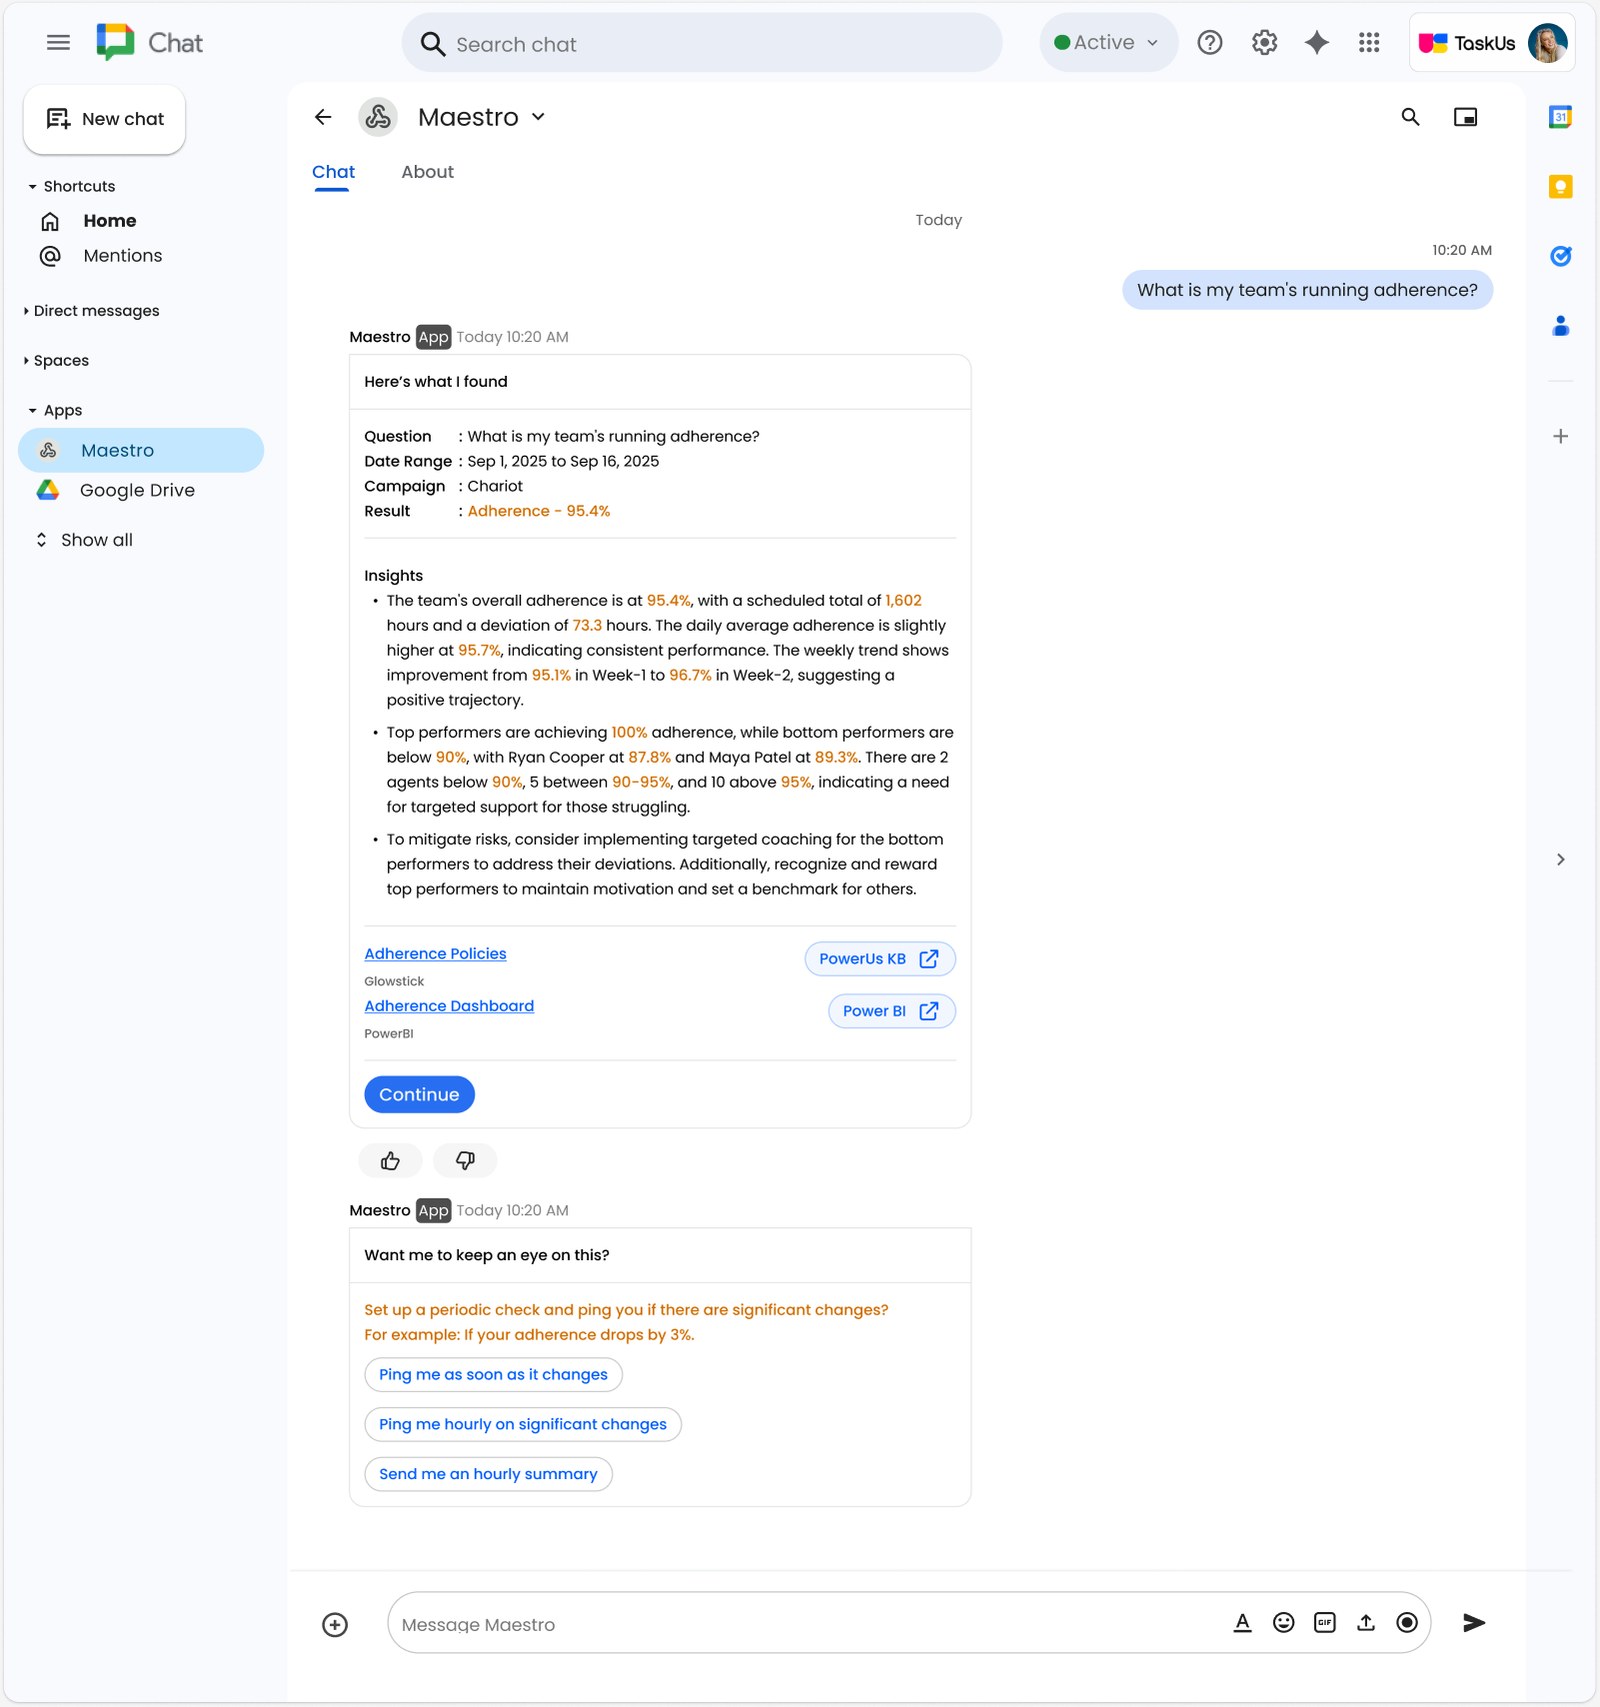 Chat
Search chat
Active
TaskUs
New chat
Shortcuts
Home
Mentions
Direct messages
Spaces
Apps
Maestro
Google Drive
Show all
Maestro
Chat
About
Today
10:20 AM
What is my team's running adherence?
Maestro App Today 10:20 AM
Here’s what I found
Question : What is my team's running adherence?
Date Range : Sep 1, 2025 to Sep 16, 2025
Campaign : Chariot
Result : Adherence - 95.4%
Insights
• The team's overall adherence is at 95.4%, with a scheduled total of 1,602
hours and a deviation of 73.3 hours. The daily average adherence is slightly
higher at 95.7%, indicating consistent performance. The weekly trend shows
improvement from 95.1% in Week-1 to 96.7% in Week-2, suggesting a
positive trajectory.
• Top performers are achieving 100% adherence, while bottom performers are
below 90%, with Ryan Cooper at 87.8% and Maya Patel at 89.3%. There are 2
agents below 90%, 5 between 90-95%, and 10 above 95%, indicating a need
for targeted support for those struggling.
• To mitigate risks, consider implementing targeted coaching for the bottom
performers to address their deviations. Additionally, recognize and reward
top performers to maintain motivation and set a benchmark for others.
Adherence Policies
Glowstick
PowerUs KB
Adherence Dashboard
PowerBI
Power BI
Continue
Maestro App Today 10:20 AM
Want me to keep an eye on this?
Set up a periodic check and ping you if there are significant changes?
For example: If your adherence drops by 3%.
Ping me as soon as it changes
Ping me hourly on significant changes
Send me an hourly summary
Message Maestro
GIF
31